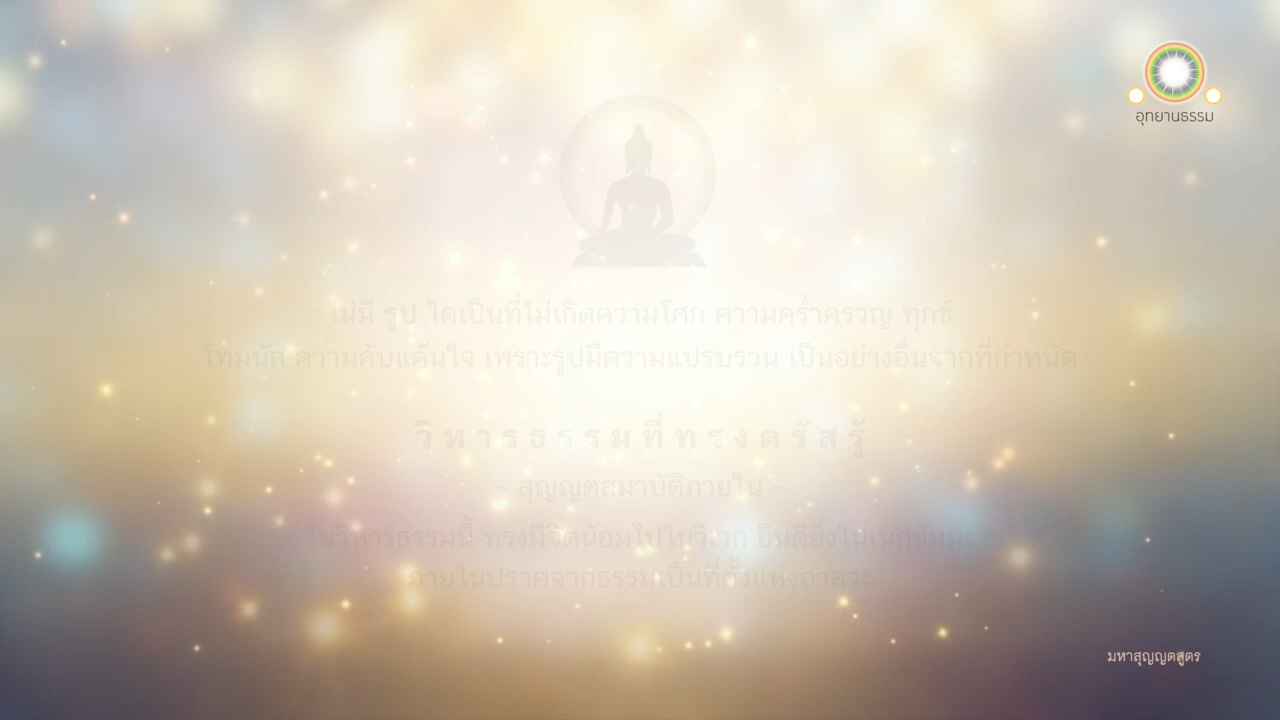 อุทยานธรรม
ไม่มี รูป ใดเป็นที่ไม่เกิดความโศก ความคร่ำครวญ ทุกข์
โทมนัส ความคับแค้นใจ เพราะรูปมีความแปรปรวน เป็นอย่างอื่นจากที่กำหนัด
วิหารธรรมที่ทรงตรัสรู้
- สุญญตสมาบัติภายใน -
ในวิหารธรรมนี้ ทรงมีจิตน้อมไปในวิเวก ยินดียิ่งในเนกขัมมะ
ภายในปราศจากธรรมเป็นที่ตั้งแห่งอาสวะ
มหาสุญญตสูตร